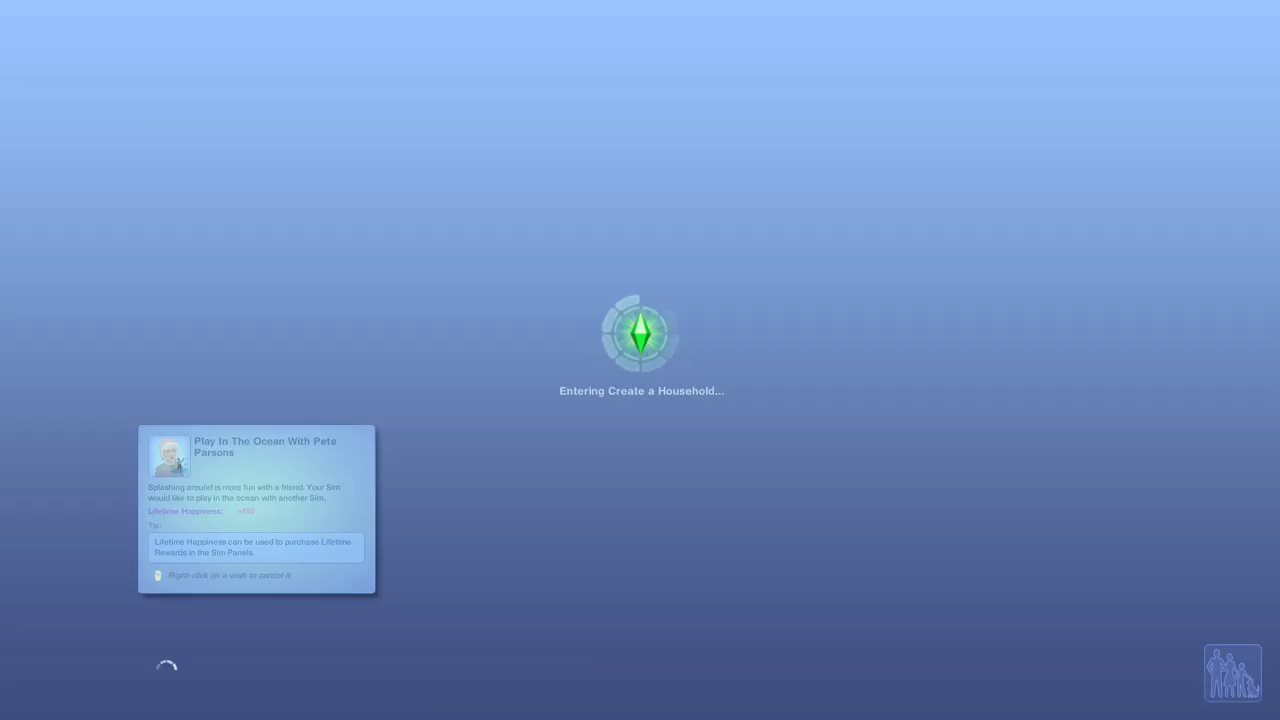 Entering Create a Household...
Play In The Ocean With Pete
Parsons
Splashing around is more fun with a friend. Your Sim
would like to play in the ocean with another Sim.
Lifetime Happiness: +150
Tip:
Lifetime Happiness can be used to purchase Lifetime
Rewards in the Sim Panels.
Right-click on a wish to cancel it